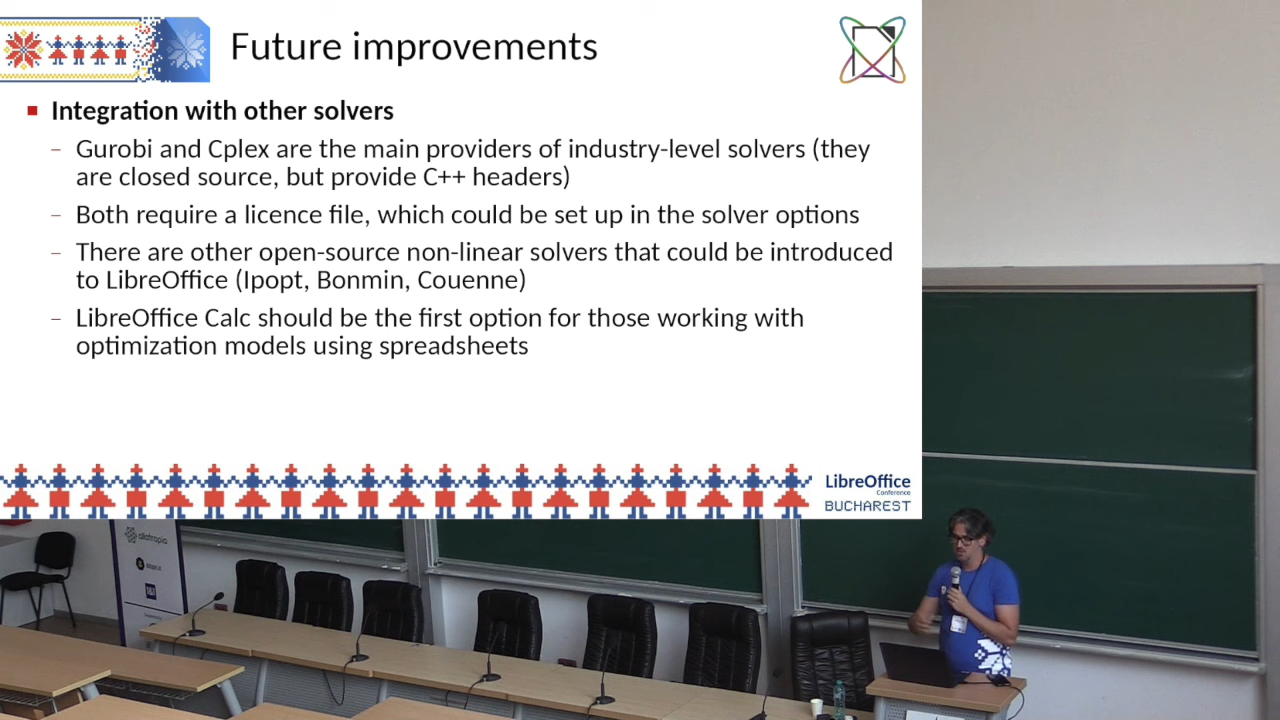 Future improvements
Integration with other solvers
– Gurobi and Cplex are the main providers of industry-level solvers (they
are closed source, but provide C++ headers)
– Both require a licence file, which could be set up in the solver options
– There are other open-source non-linear solvers that could be introduced
to LibreOffice (Ipopt, Bonmin, Couenne)
– LibreOffice Calc should be the first option for those working with
optimization models using spreadsheets
LibreOffice
Conference
BUCHAREST
allotropia